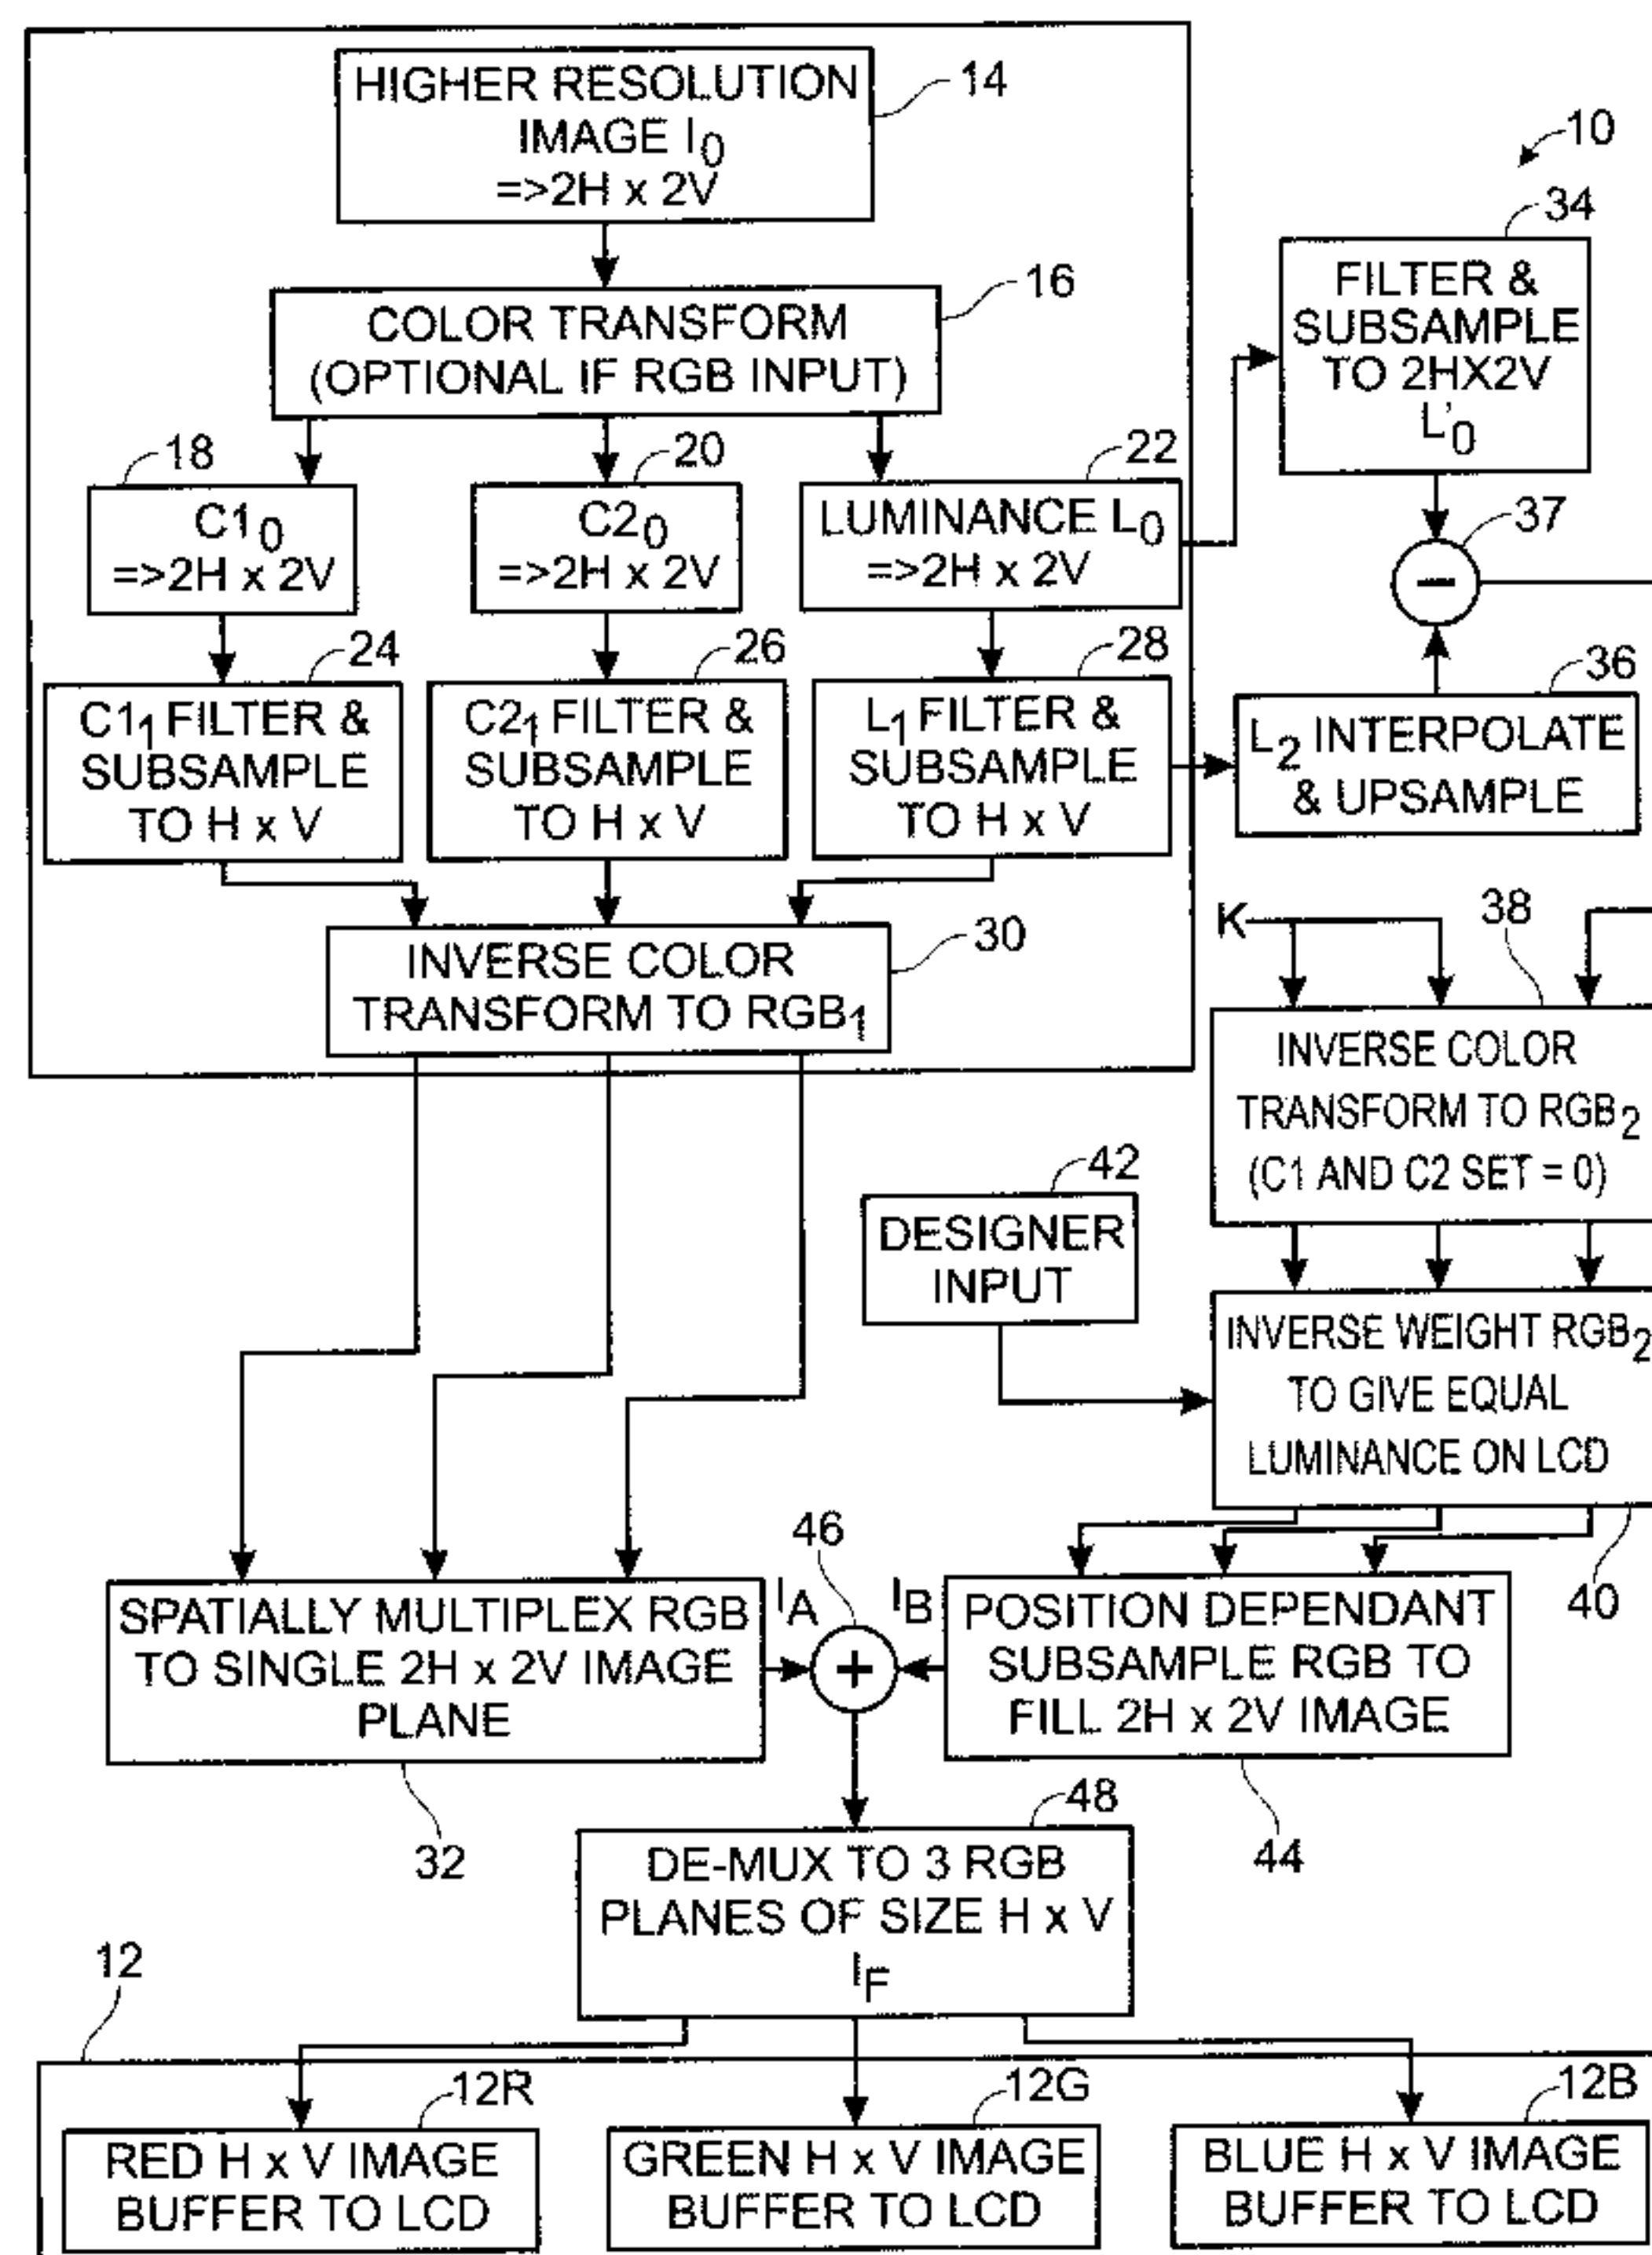 HIGHER RESOLUTION
IMAGE I0
=>2H x 2V
14
10
COLOR TRANSFORM
(OPTIONAL IF RGB INPUT)
16
34
FILTER &
SUBSAMPLE
TO 2HX2V
L'0
18
C10
=>2H x 2V
20
C20
=>2H x 2V
22
LUMINANCE L0
=>2H x 2V
37
−
24
C11 FILTER &
SUBSAMPLE
TO H x V
26
C21 FILTER &
SUBSAMPLE
TO H x V
28
L1 FILTER &
SUBSAMPLE
TO H x V
36
L2 INTERPOLATE
& UPSAMPLE
INVERSE COLOR
TRANSFORM TO RGB1
30
K
38
INVERSE COLOR
TRANSFORM TO RGB2
(C1 AND C2 SET = 0)
42
DESIGNER
INPUT
INVERSE WEIGHT RGB2
TO GIVE EQUAL
LUMINANCE ON LCD
40
SPATIALLY MULTIPLEX RGB
TO SINGLE 2H x 2V IMAGE
PLANE
32
IA
46
+
IB
POSITION DEPENDANT
SUBSAMPLE RGB TO
FILL 2H x 2V IMAGE
44
48
DE-MUX TO 3 RGB
PLANES OF SIZE H x V
IF
12
12R
RED H x V IMAGE
BUFFER TO LCD
12G
GREEN H x V IMAGE
BUFFER TO LCD
12B
BLUE H x V IMAGE
BUFFER TO LCD